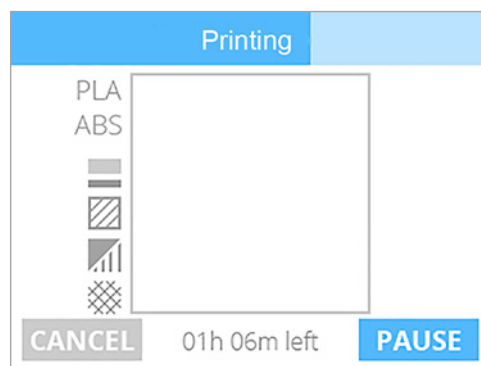 Printing
PLA
ABS
CANCEL
01h 06m left
PAUSE